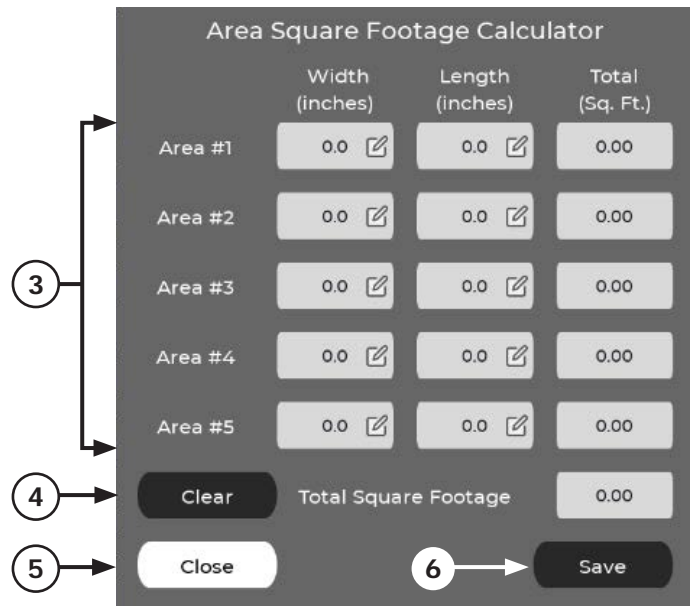 Area Square Footage Calculator
Width Length Total
(inches) (inches) (Sq. Ft.)
Area #1 0.0 0.0 0.00
Area #2 0.0 0.0 0.00
3 Area #3 0.0 0.0 0.00
Area #4 0.0 0.0 0.00
Area #5 0.0 0.0 0.00
4 Clear Total Square Footage 0.00
5 Close 6 Save